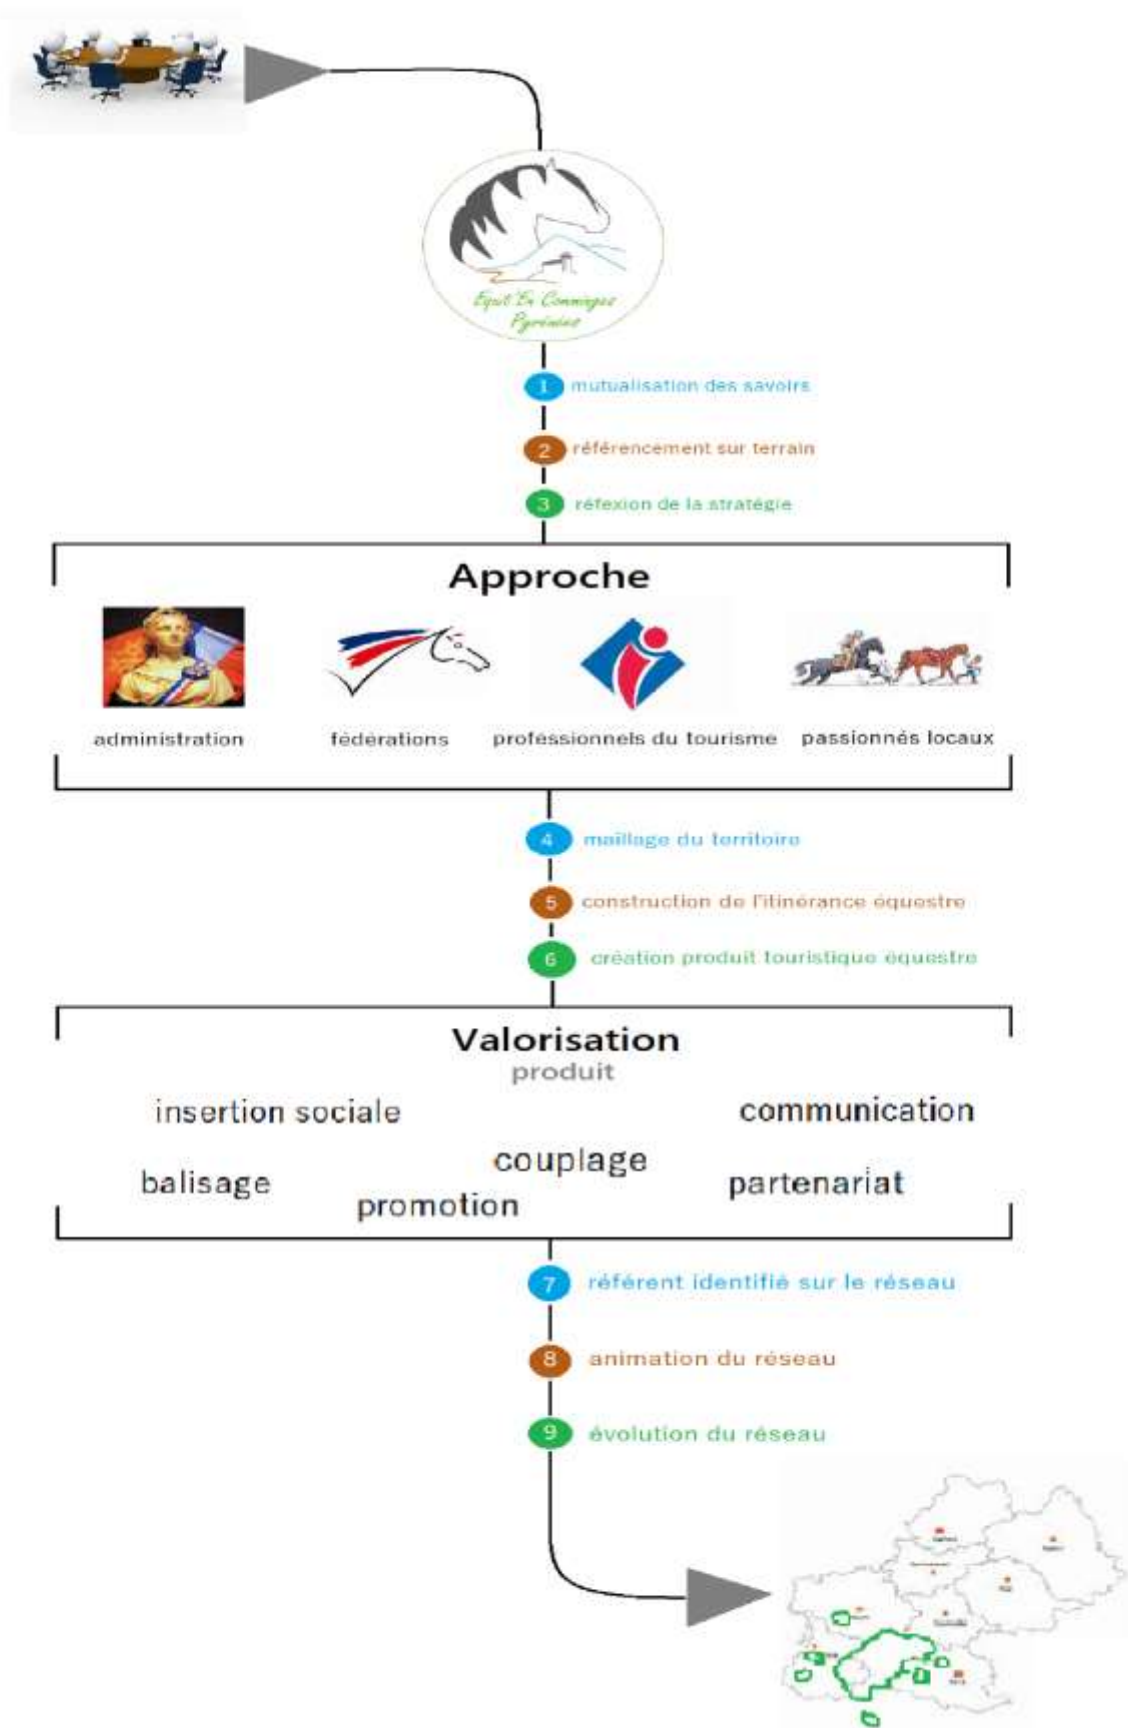 Equit'En Comminges
Pyrénées
1 mutualisation des savoirs
2 référencement sur terrain
3 réfexion de la stratégie
Approche
administration fédérations professionnels du tourisme passionnés locaux
4 maillage du territoire
5 construction de l'itinérance équestre
6 création produit touristique équestre
Valorisation
produit
insertion sociale communication
couplage
balisage partenariat
promotion
7 référent identifié sur le réseau
8 animation du réseau
9 évolution du réseau